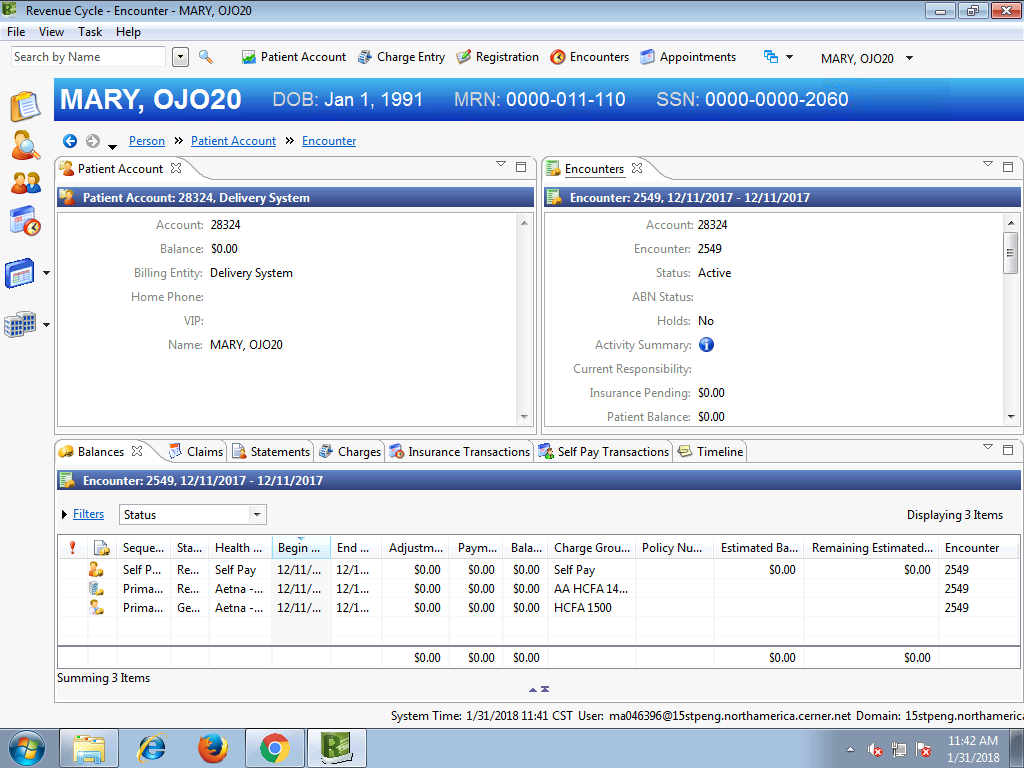 Revenue Cycle - Encounter - MARY, OJO20
File View Task Help
Search by Name Patient Account Charge Entry Registration Encounters Appointments MARY, OJO20
MARY, OJO20 DOB: Jan 1, 1991 MRN: 0000-011-110 SSN: 0000-0000-2060
Person » Patient Account » Encounter
Patient Account
Patient Account: 28324, Delivery System
Account: 28324
Balance: $0.00
Billing Entity: Delivery System
Home Phone:
VIP:
Name: MARY, OJO20
Encounters
Encounter: 2549, 12/11/2017 - 12/11/2017
Account: 28324
Encounter: 2549
Status: Active
ABN Status:
Holds: No
Activity Summary:
Current Responsibility:
Insurance Pending: $0.00
Patient Balance: $0.00
Balances Claims Statements Charges Insurance Transactions Self Pay Transactions Timeline
Encounter: 2549, 12/11/2017 - 12/11/2017
Filters Status Displaying 3 Items
Seque... Sta... Health ... Begin ... End ... Adjustm... Paym... Bala... Charge Grou... Policy Nu... Estimated Ba... Remaining Estimated... Encounter
Self P... Re... Self Pay 12/11/... 12/1... $0.00 $0.00 $0.00 Self Pay $0.00 $0.00 2549
Prima... Re... Aetna -... 12/11/... 12/1... $0.00 $0.00 $0.00 AA HCFA 14... 2549
Prima... Ge... Aetna -... 12/11/... 12/1... $0.00 $0.00 $0.00 HCFA 1500 2549
$0.00 $0.00 $0.00 $0.00 $0.00
Summing 3 Items
System Time: 1/31/2018 11:41 CST User: ma046396@15stpeng.northamerica.cerner.net Domain: 15stpeng.northamerica
11:42 AM
1/31/2018